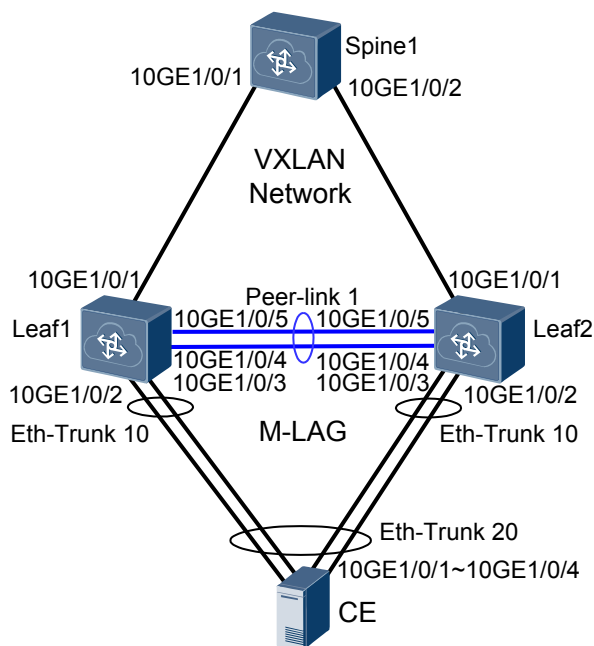 Spine1
10GE1/0/1
10GE1/0/2
VXLAN
Network
10GE1/0/1
10GE1/0/1
Peer-link 1
Leaf1
10GE1/0/5
10GE1/0/5
Leaf2
10GE1/0/4
10GE1/0/4
10GE1/0/2
10GE1/0/3
10GE1/0/3
10GE1/0/2
Eth-Trunk 10
M-LAG
Eth-Trunk 10
Eth-Trunk 20
10GE1/0/1~10GE1/0/4
CE